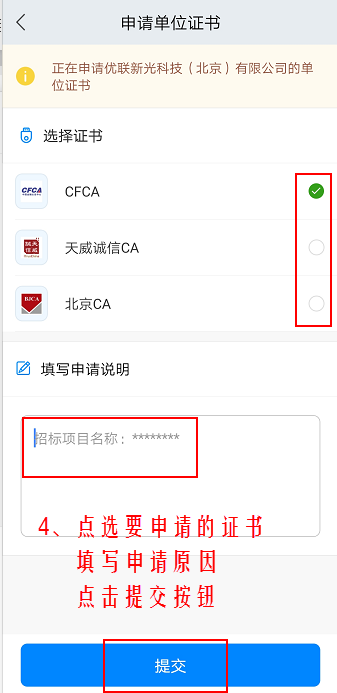 申请单位证书
正在申请优联新光科技（北京）有限公司的单
位证书
选择证书
CFCA
CFCA
天威诚信CA
BJCA
北京CA
填写申请说明
招标项目名称：********
4、点选要申请的证书
填写申请原因
点击提交按钮
提交